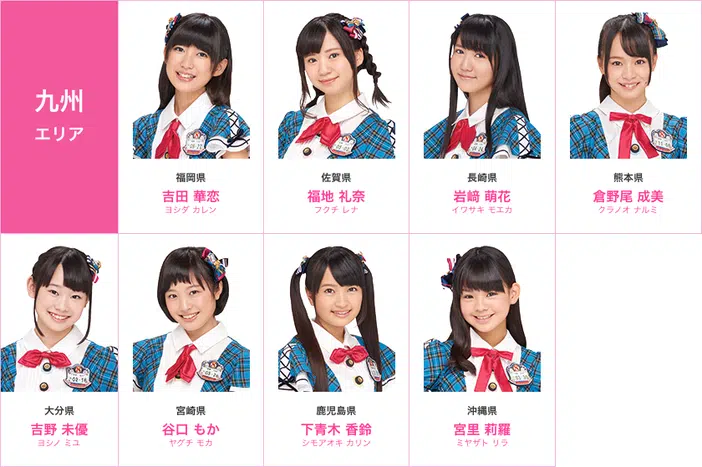 九州
エリア
福岡県
吉田 華恋
ヨシダ カレン
佐賀県
福地 礼奈
フクチ レナ
長崎県
岩﨑 萌花
イワサキ モエカ
熊本県
倉野尾 成美
クラノオ ナルミ
大分県
吉野 未優
ヨシノ ミユ
宮崎県
谷口 もか
ヤグチ モカ
鹿児島県
下青木 香鈴
シモアオキ カリン
沖縄県
宮里 莉羅
ミヤザト リラ